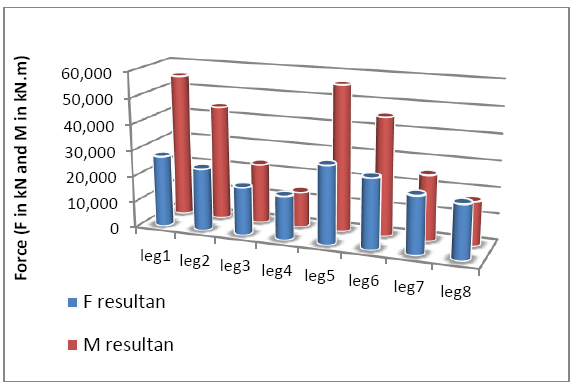 Force (F in kN and M in kN.m)
60,000
50,000
40,000
30,000
20,000
10,000
0
leg1 leg2 leg3 leg4 leg5 leg6 leg7 leg8
F resultan
M resultan